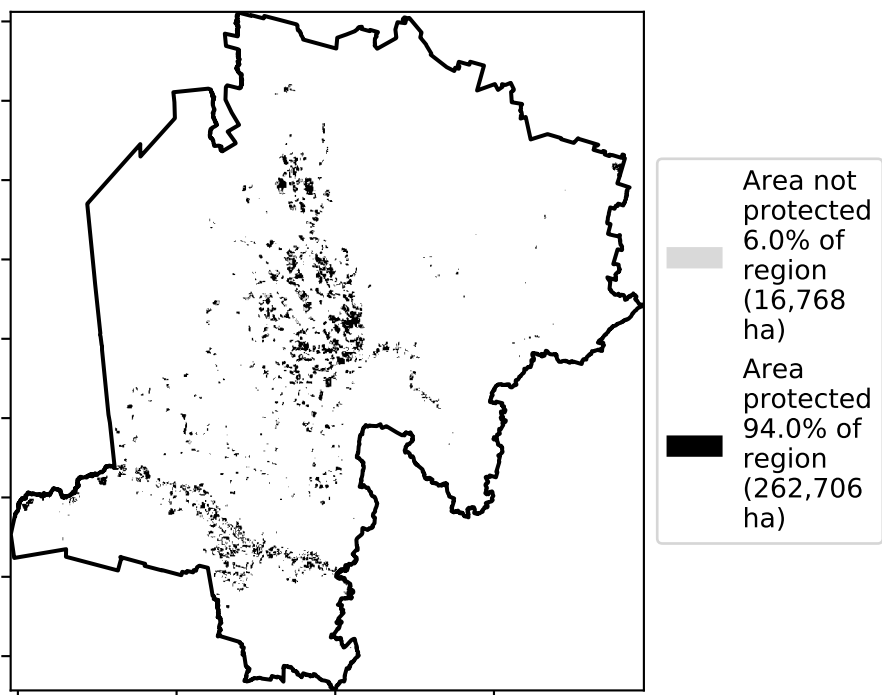 Area not
protected
6.0% of
region
(16,768
ha)
Area
protected
94.0% of
region
(262,706
ha)